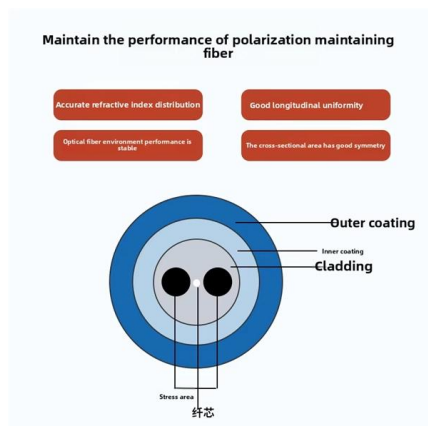 Maintain the performance of polarization maintaining
fiber
Accurate refractive index distribution
Good longitudinal uniformity
Optical fiber environment performance is
stable
The cross-sectional area has good symmetry
Outer coating
Inner coating
Cladding
Stress area
纤芯